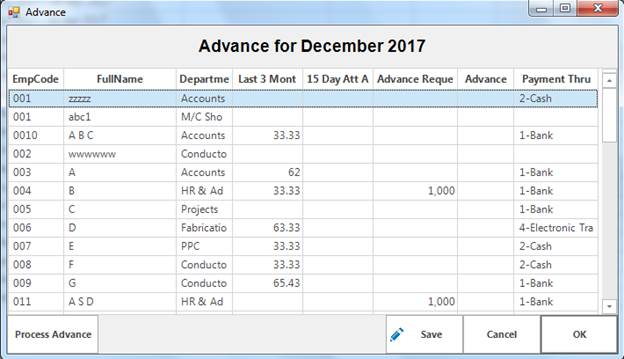 Advance
Advance for December 2017
EmpCode FullName Departme Last 3 Mont 15 Day Att A Advance Reque Advance Payment Thru
001 zzzzz Accounts 2-Cash
001 abc1 M/C Sho
0010 A B C Accounts 33.33 1-Bank
002 wwwwww Conducto
003 A Accounts 62 1-Bank
004 B HR & Ad 33.33 1,000 1-Bank
005 C Projects 1-Bank
006 D Fabricatio 63.33 4-Electronic Tra
007 E PPC 33.33 2-Cash
008 F Conducto 33.33 2-Cash
009 G Conducto 65.43 1-Bank
011 A S D HR & Ad 1,000 1-Bank
Process Advance Save Cancel OK